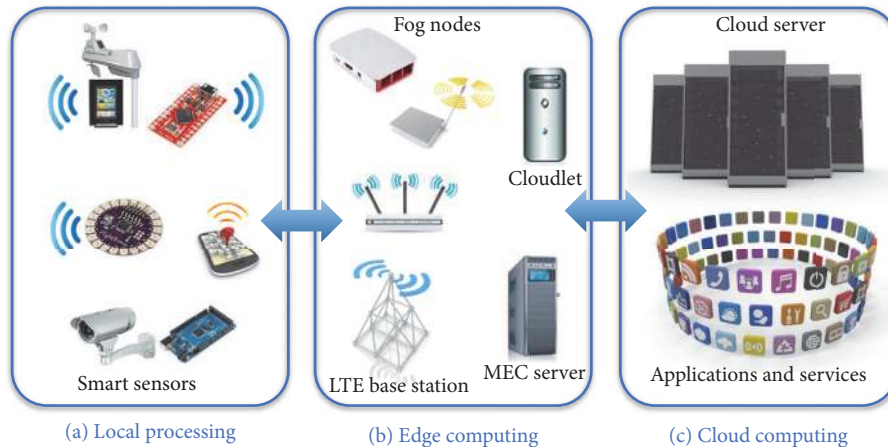 Fog nodes
Cloud server
Cloudlet
Smart sensors
LTE base station
MEC server
Applications and services
(a) Local processing
(b) Edge computing
(c) Cloud computing